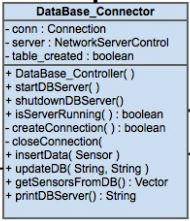 DataBase_Connector
- conn : Connection
- server : NetworkServerControl
- table_created : boolean
+ DataBase_Controller( )
+ startDBServer( )
+ shutdownDBServer()
+ isServerRunning( ) : boolean
- createConnection( ) : boolean
- closeConnection(
+ insertData( Sensor )
+ updateDB( String, String )
+ getSensorsFromDB() : Vector
+ printDBServer() : String